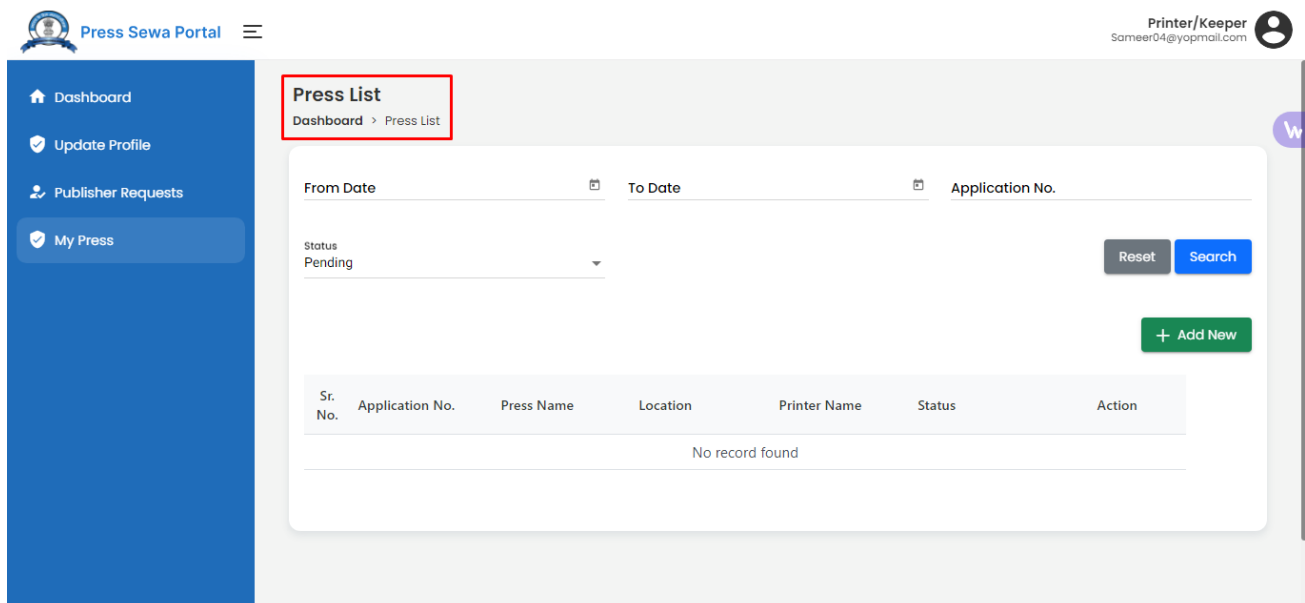 Press Sewa Portal
Printer/Keeper
Sameer04@yopmail.com
Dashboard
Update Profile
Publisher Requests
My Press
Press List
Dashboard > Press List
From Date
To Date
Application No.
Status
Pending
Reset
Search
+ Add New
Sr. No. Application No. Press Name Location Printer Name Status Action
No record found